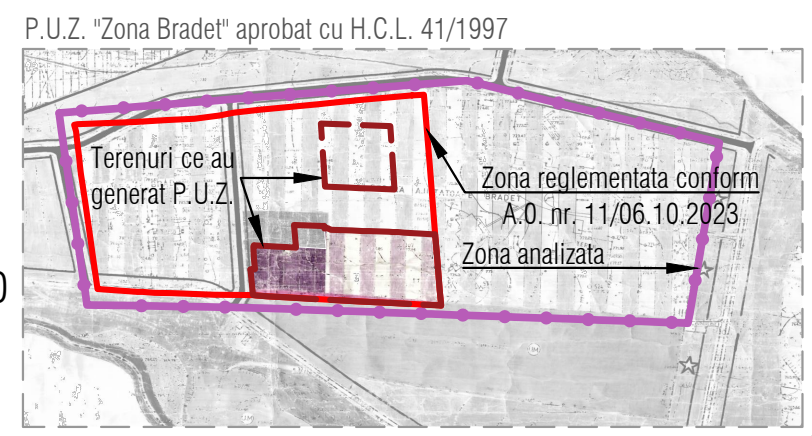 P.U.Z. "Zona Bradet" aprobat cu H.C.L. 41/1997
Terenuri ce au
generat P.U.Z.
Zona reglementata conform
A.O. nr. 11/06.10.2023
Zona analizata
BRADET